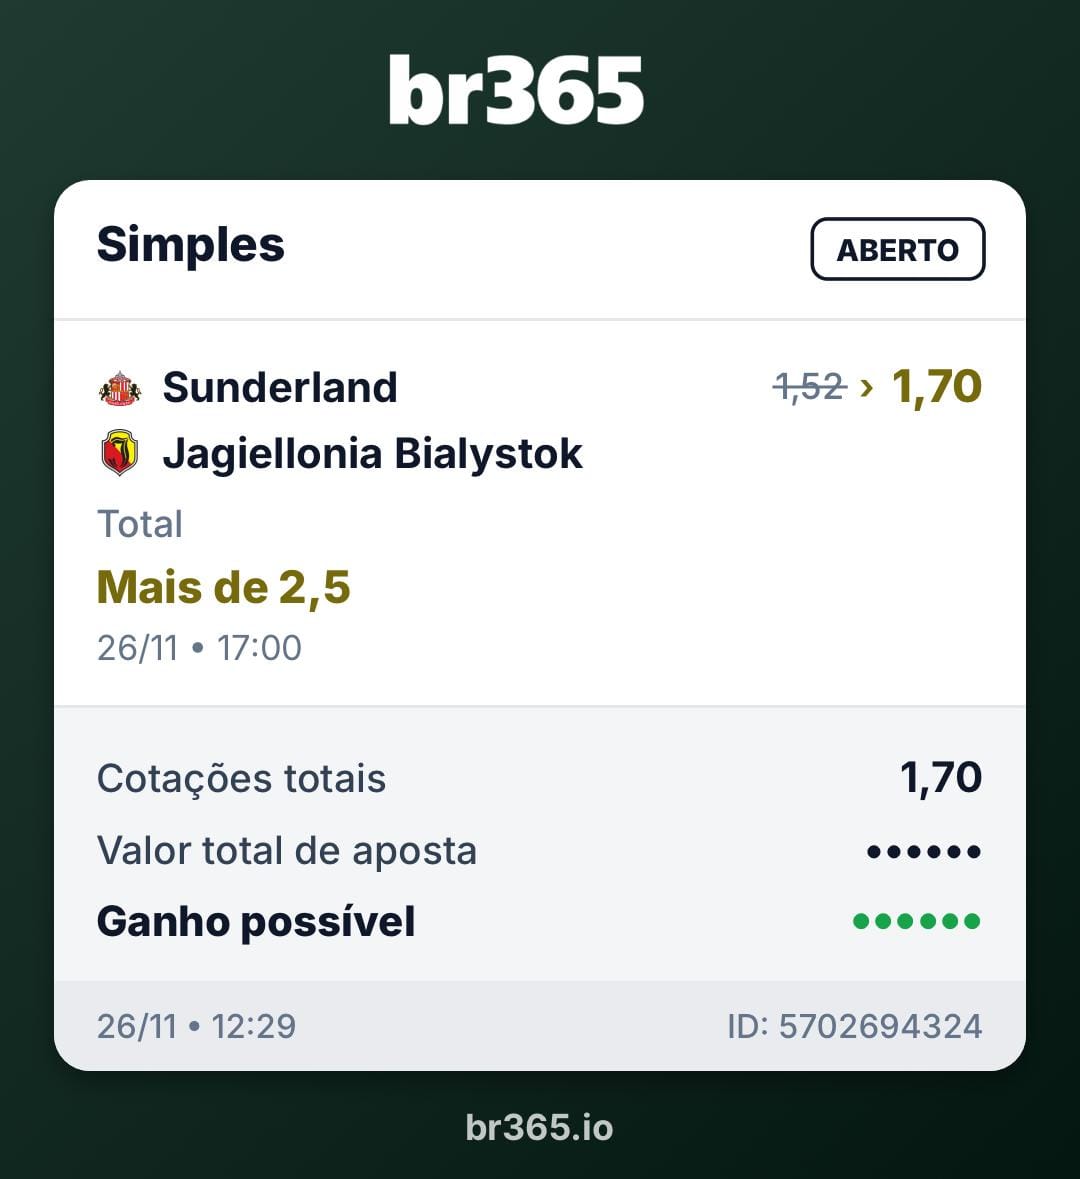 br365
Simples
ABERTO
Sunderland
1,52 › 1,70
Jagiellonia Bialystok
Total
Mais de 2,5
26/11 • 17:00
Cotações totais
1,70
Valor total de aposta
••••••
Ganho possível
••••••
26/11 • 12:29
ID: 5702694324
br365.io